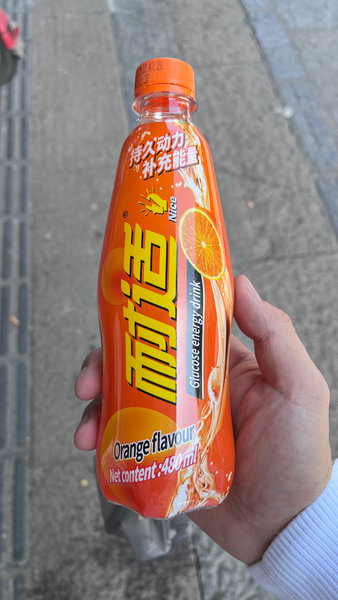 持久动力
补充能量
Nice
耐适®
Glucose energy drink
Orange flavour
Net content:480ml